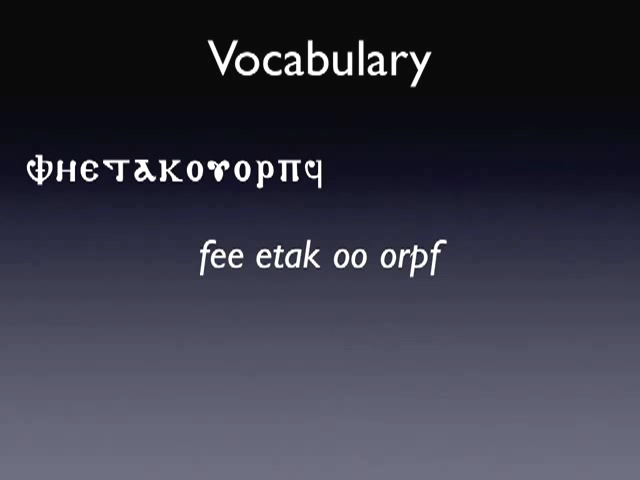 Vocabulary
ⲫⲏⲉⲧⲁⲕⲟⲩⲟⲣⲡϥ
fee etak oo orpf